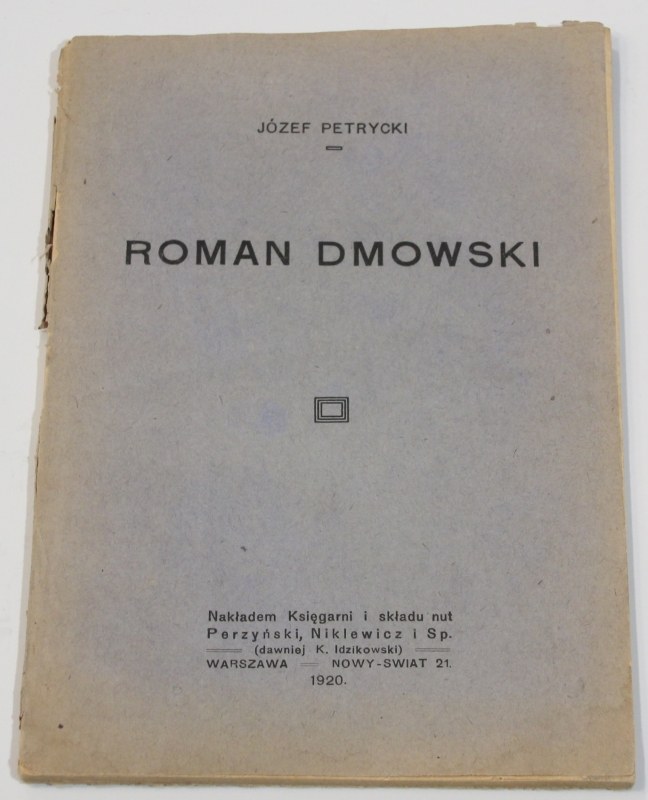 JÓZEF PETRYCKI
ROMAN DMOWSKI
Nakładem Księgarni i składu nut
Perzyński, Niklewicz i Sp.
(dawniej K. Idzikowski)
WARSZAWA — NOWY-SWIAT 21.
1920.